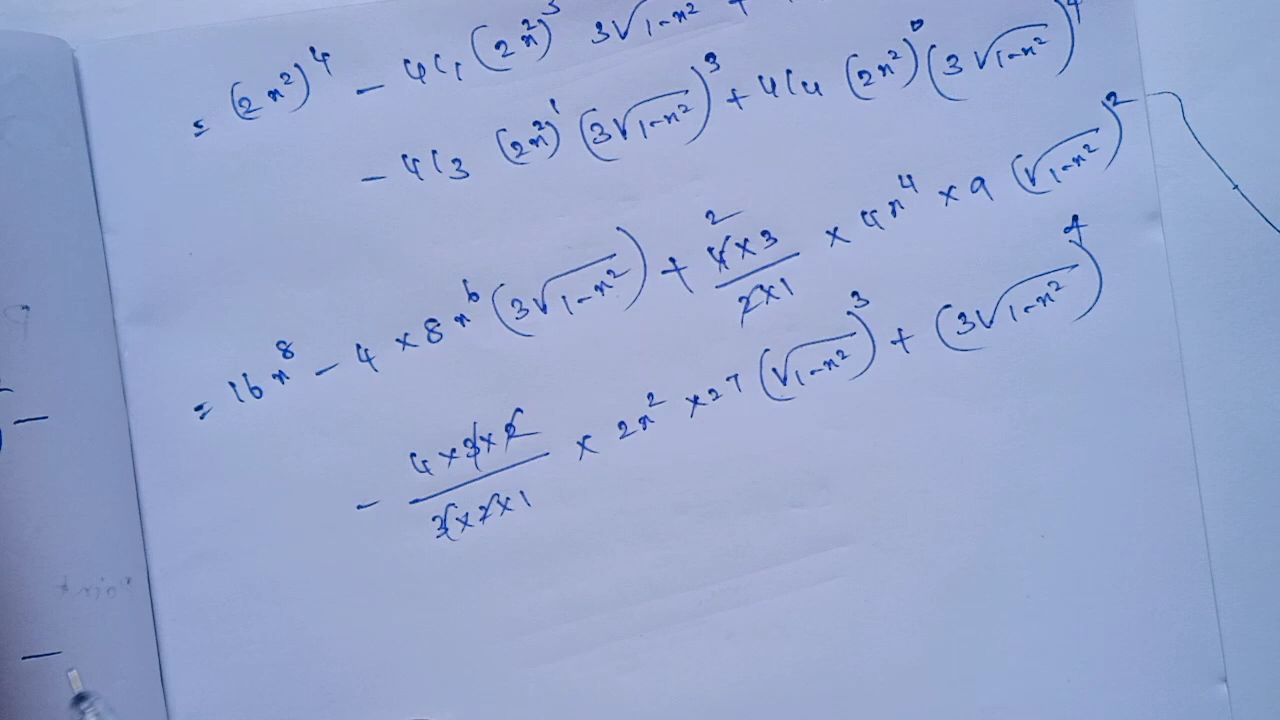 = (2x²)⁴ - 4C₁ (2x²)³ 3√1-x² +
- 4C₃ (2x²)¹ (3√1-x²)³ + 4C₄ (2x²)⁰ (3√1-x²)⁴
= 16x⁸ - 4 × 8x⁶ (3√1-x²) + 4×3/2×1 × 4x⁴ × 9 (√1-x²)²
- 4×3×2/3×2×1 × 2x² × 27 (√1-x²)³ + (3√1-x²)⁴